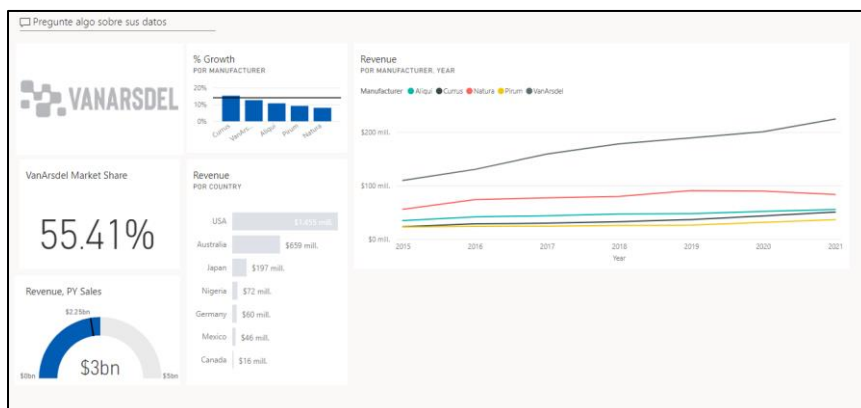 Pregunte algo sobre sus datos
VANARSDEL
% Growth
POR MANUFACTURER
20%
10%
0%
Currus
VanArs...
Aliqui
Pirum
Natura
Revenue
POR MANUFACTURER, YEAR
Manufacturer Aliqui Currus Natura Pirum VanArsdel
$200 mill.
$100 mill.
$0 mill.
2015 2016 2017 2018 2019 2020 2021
Year
VanArsdel Market Share
55.41%
Revenue
POR COUNTRY
USA
Australia $659 mill.
Japan $197 mill.
Nigeria $72 mill.
Germany $60 mill.
Mexico $46 mill.
Canada $16 mill.
Revenue, PY Sales
$2.25bn
$3bn
$0bn
$5bn